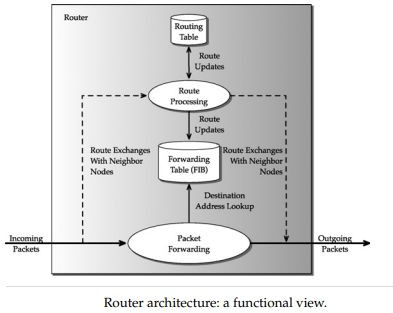 Router
Routing
Table
Route
Updates
Route
Processing
Route
Updates
Route Exchanges
With Neighbor
Nodes
Forwarding
Table (FIB)
Route Exchanges
With Neighbor
Nodes
Destination
Address Lookup
Incoming
Packets
Packet
Forwarding
Outgoing
Packets
Router architecture: a functional view.